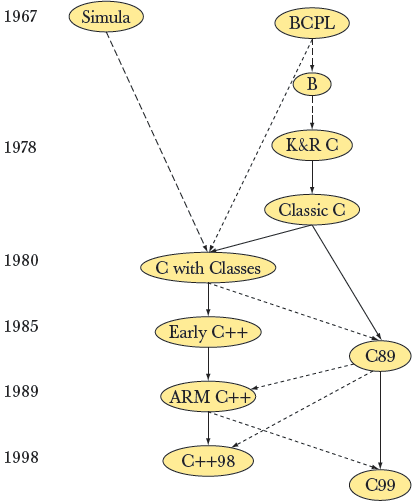 1967
Simula
BCPL
B
1978
K&R C
Classic C
1980
C with Classes
1985
Early C++
C89
1989
ARM C++
1998
C++98
C99